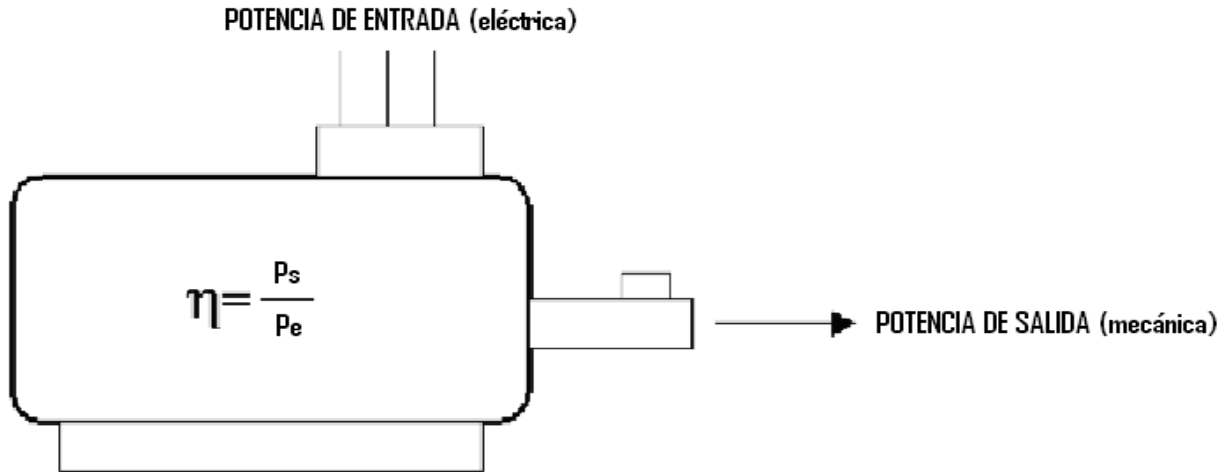 POTENCIA DE ENTRADA (eléctrica)
η= Ps
Pe
POTENCIA DE SALIDA (mecánica)